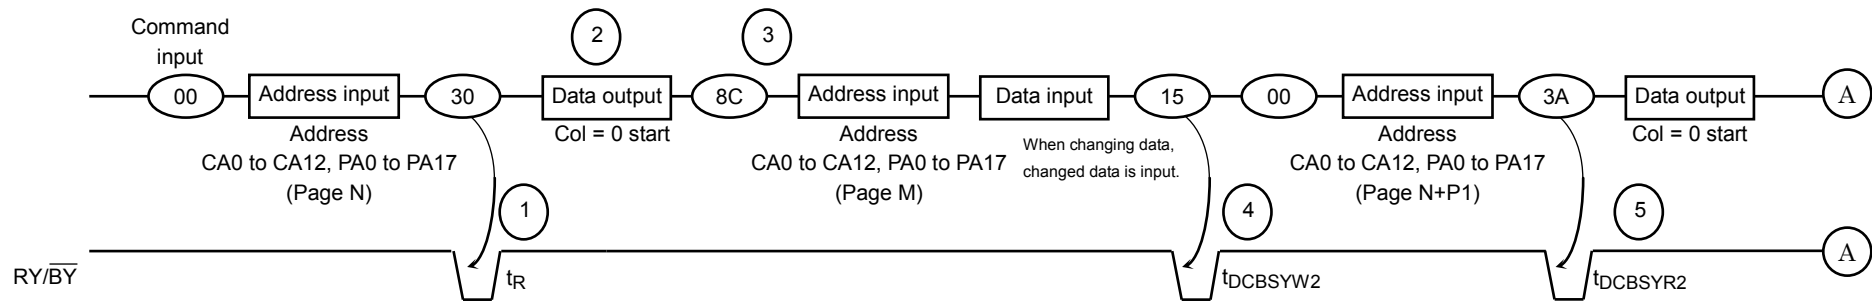 Command
input
2
3
00
Address input
30
Data output
8C
Address input
Data input
15
00
Address input
3A
Data output
A
Address
CA0 to CA12, PA0 to PA17
(Page N)
Col = 0 start
Address
CA0 to CA12, PA0 to PA17
(Page M)
When changing data,
changed data is input.
Address
CA0 to CA12, PA0 to PA17
(Page N+P1)
Col = 0 start
1
4
5
RY/BY
tR
tDCBSYW2
tDCBSYR2
A